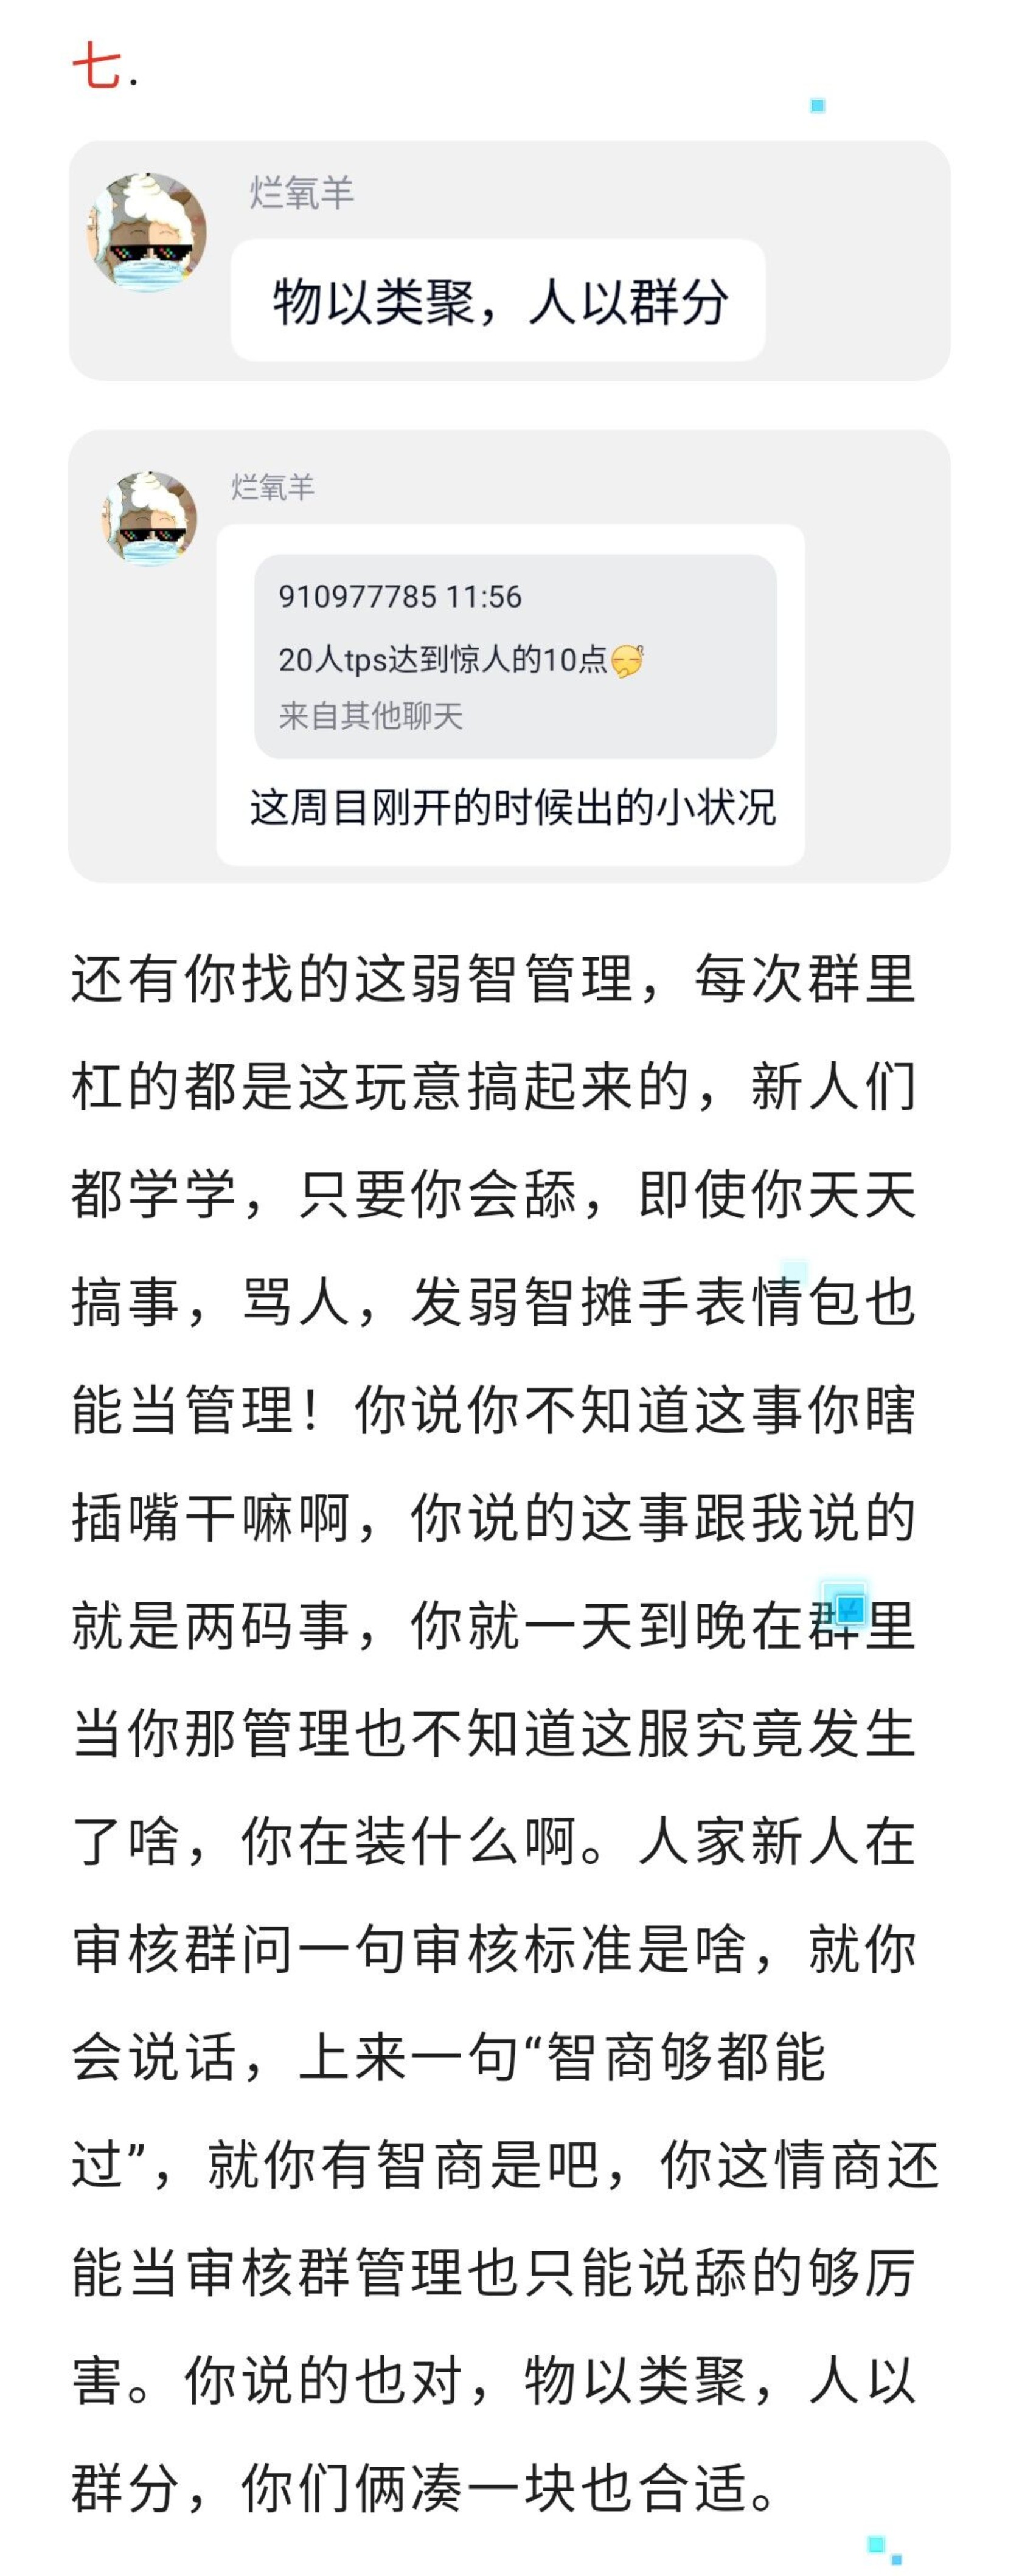 七.
烂氧羊
物以类聚，人以群分
烂氧羊
910977785 11:56
20人tps达到惊人的10点🥱
来自其他聊天
这周目刚开的时候出的小状况
还有你找的这弱智管理，每次群里
杠的都是这玩意搞起来的，新人们
都学学，只要你会舔，即使你天天
搞事，骂人，发弱智摊手表情包也
能当管理！你说你不知道这事你瞎
插嘴干嘛啊，你说的这事跟我说的
就是两码事，你就一天到晚在群里
当你那管理也不知道这服究竟发生
了啥，你在装什么啊。人家新人在
审核群问一句审核标准是啥，就你
会说话，上来一句“智商够都能
过”，就你有智商是吧，你这情商还
能当审核群管理也只能说舔的够厉
害。你说的也对，物以类聚，人以
群分，你们俩凑一块也合适。